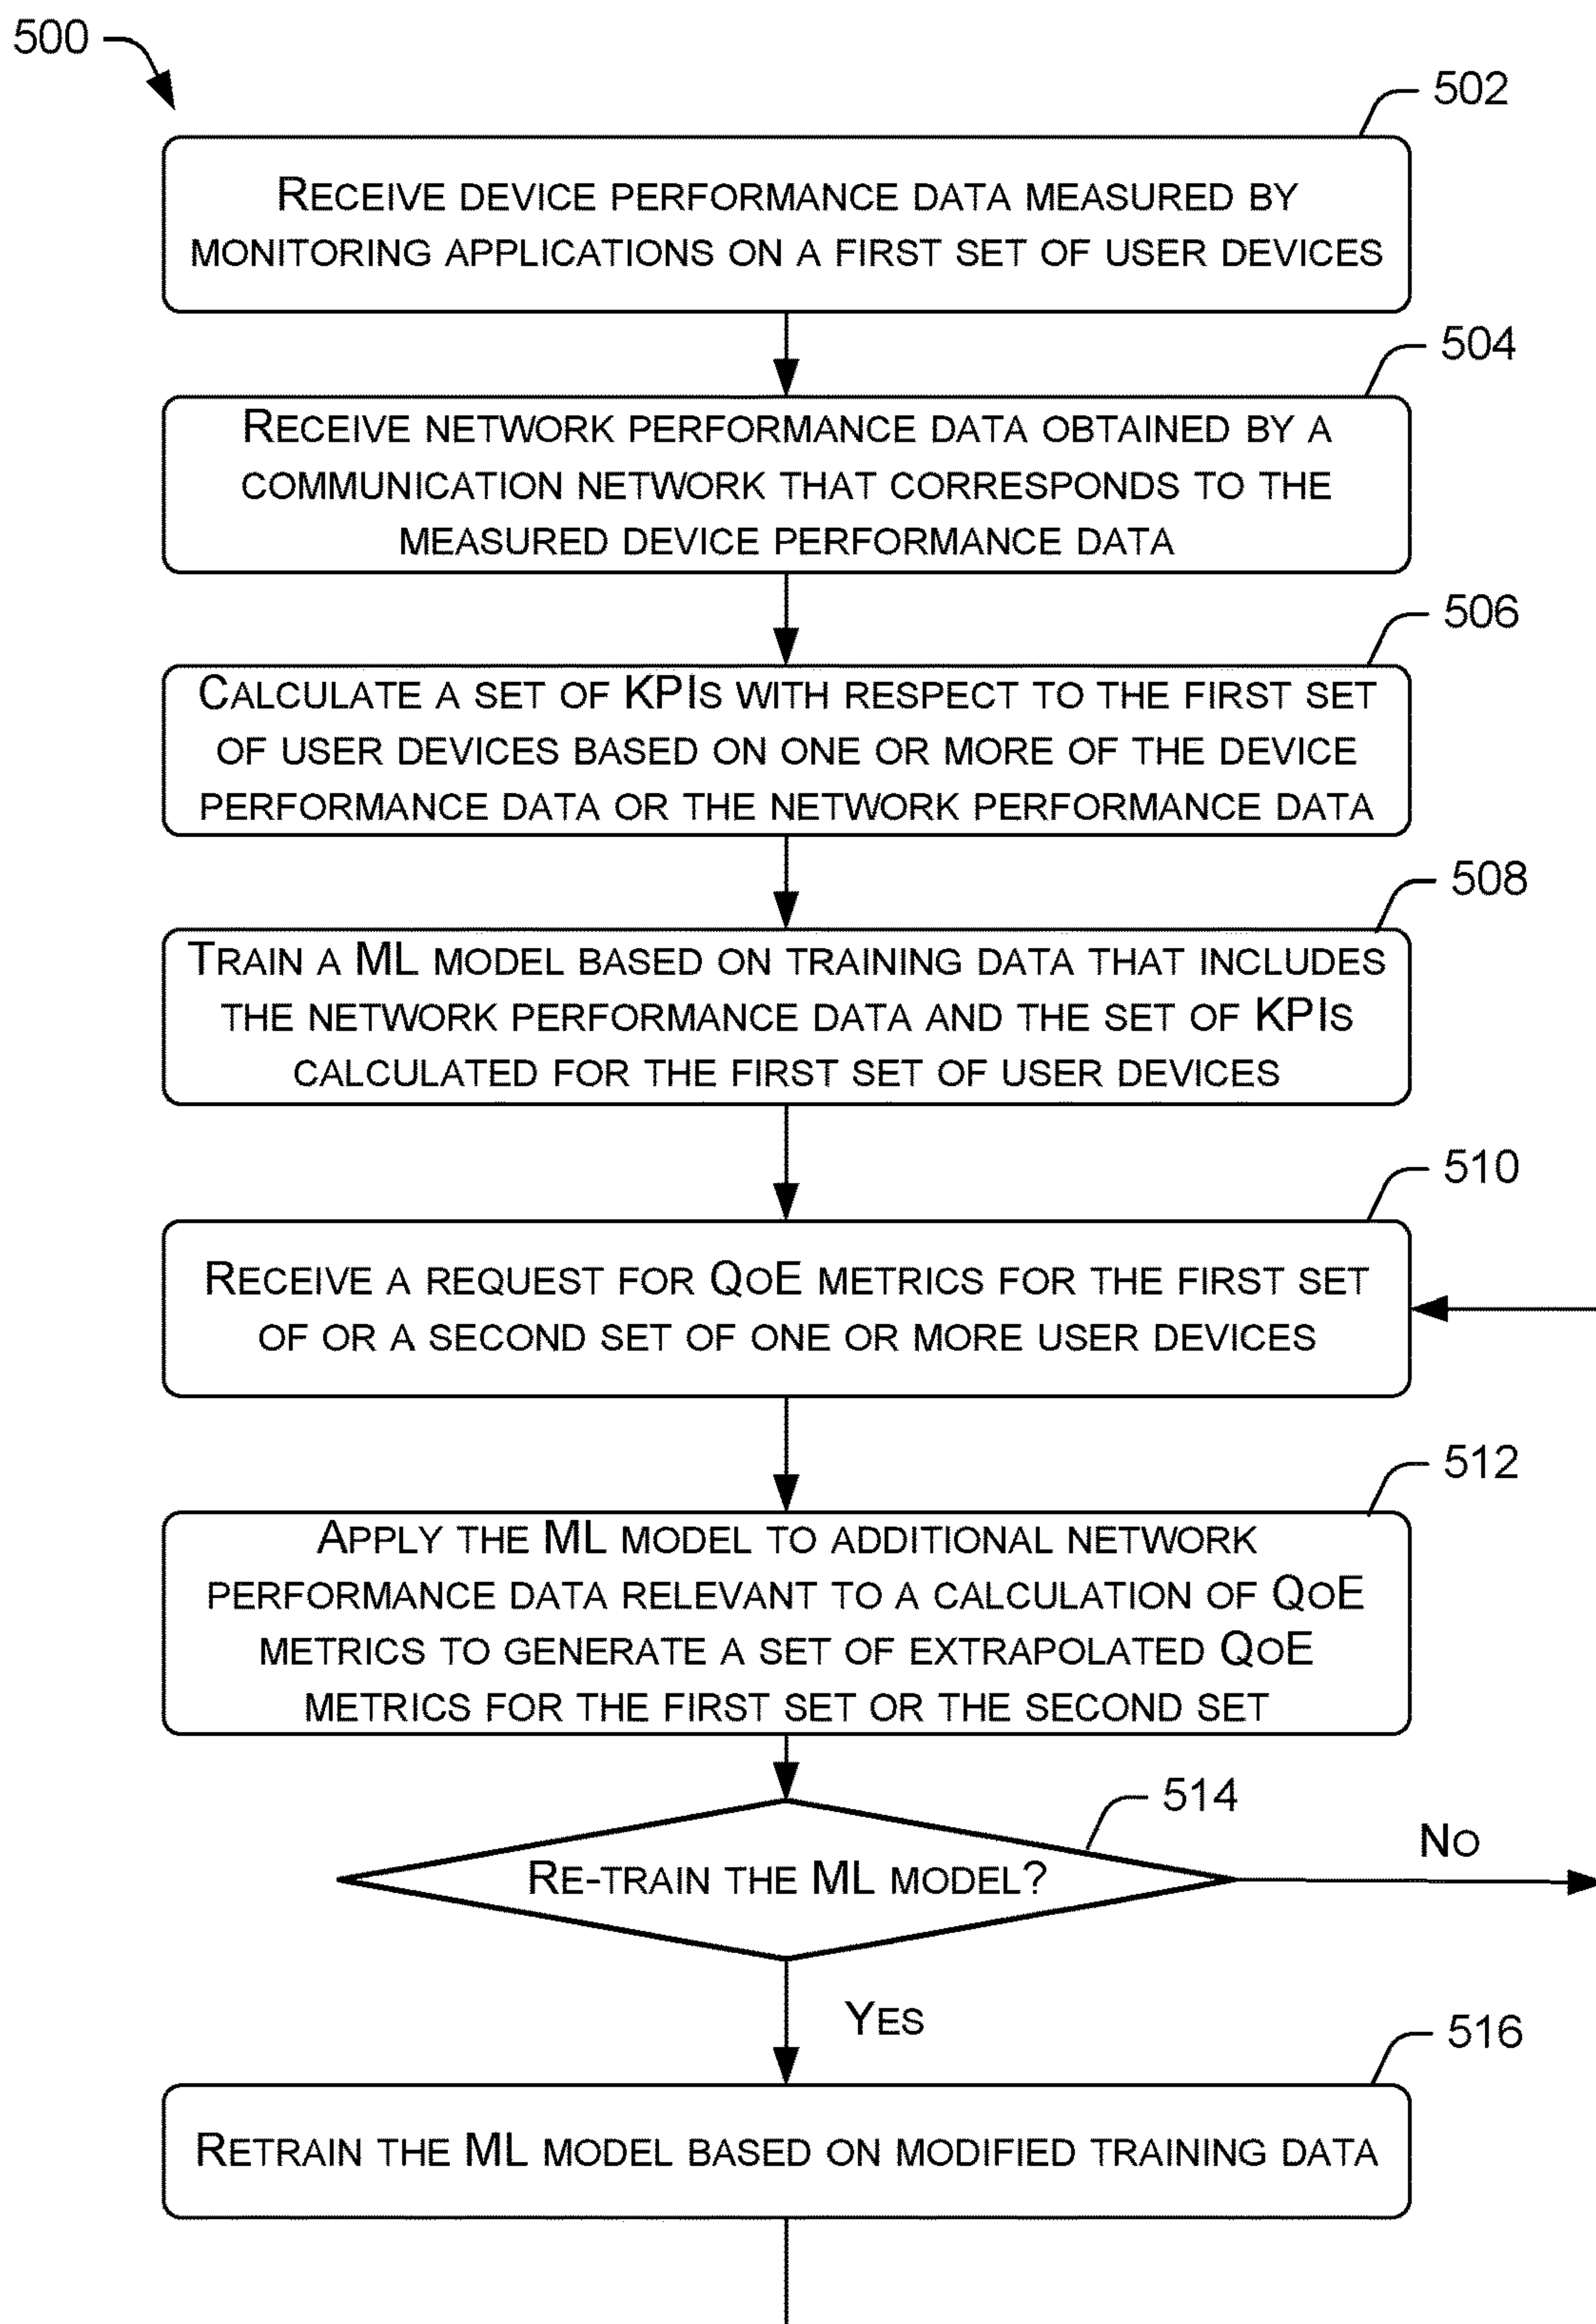 500
502
RECEIVE DEVICE PERFORMANCE DATA MEASURED BY
MONITORING APPLICATIONS ON A FIRST SET OF USER DEVICES
504
RECEIVE NETWORK PERFORMANCE DATA OBTAINED BY A
COMMUNICATION NETWORK THAT CORRESPONDS TO THE
MEASURED DEVICE PERFORMANCE DATA
506
CALCULATE A SET OF KPIS WITH RESPECT TO THE FIRST SET
OF USER DEVICES BASED ON ONE OR MORE OF THE DEVICE
PERFORMANCE DATA OR THE NETWORK PERFORMANCE DATA
508
TRAIN A ML MODEL BASED ON TRAINING DATA THAT INCLUDES
THE NETWORK PERFORMANCE DATA AND THE SET OF KPIS
CALCULATED FOR THE FIRST SET OF USER DEVICES
510
RECEIVE A REQUEST FOR QOE METRICS FOR THE FIRST SET
OF OR A SECOND SET OF ONE OR MORE USER DEVICES
512
APPLY THE ML MODEL TO ADDITIONAL NETWORK
PERFORMANCE DATA RELEVANT TO A CALCULATION OF QOE
METRICS TO GENERATE A SET OF EXTRAPOLATED QOE
METRICS FOR THE FIRST SET OR THE SECOND SET
514
RE-TRAIN THE ML MODEL?
NO
YES
516
RETRAIN THE ML MODEL BASED ON MODIFIED TRAINING DATA